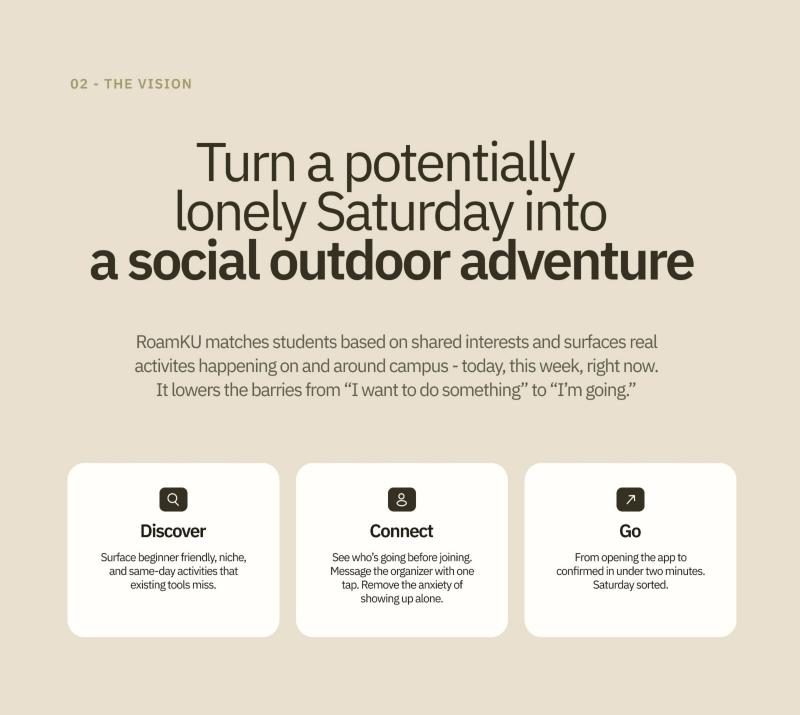 02 - THE VISION
Turn a potentially
lonely Saturday into
a social outdoor adventure
RoamKU matches students based on shared interests and surfaces real
activites happening on and around campus - today, this week, right now.
It lowers the barries from “I want to do something” to “I’m going.”
Discover
Surface beginner friendly, niche,
and same-day activities that
existing tools miss.
Connect
See who’s going before joining.
Message the organizer with one
tap. Remove the anxiety of
showing up alone.
Go
From opening the app to
confirmed in under two minutes.
Saturday sorted.